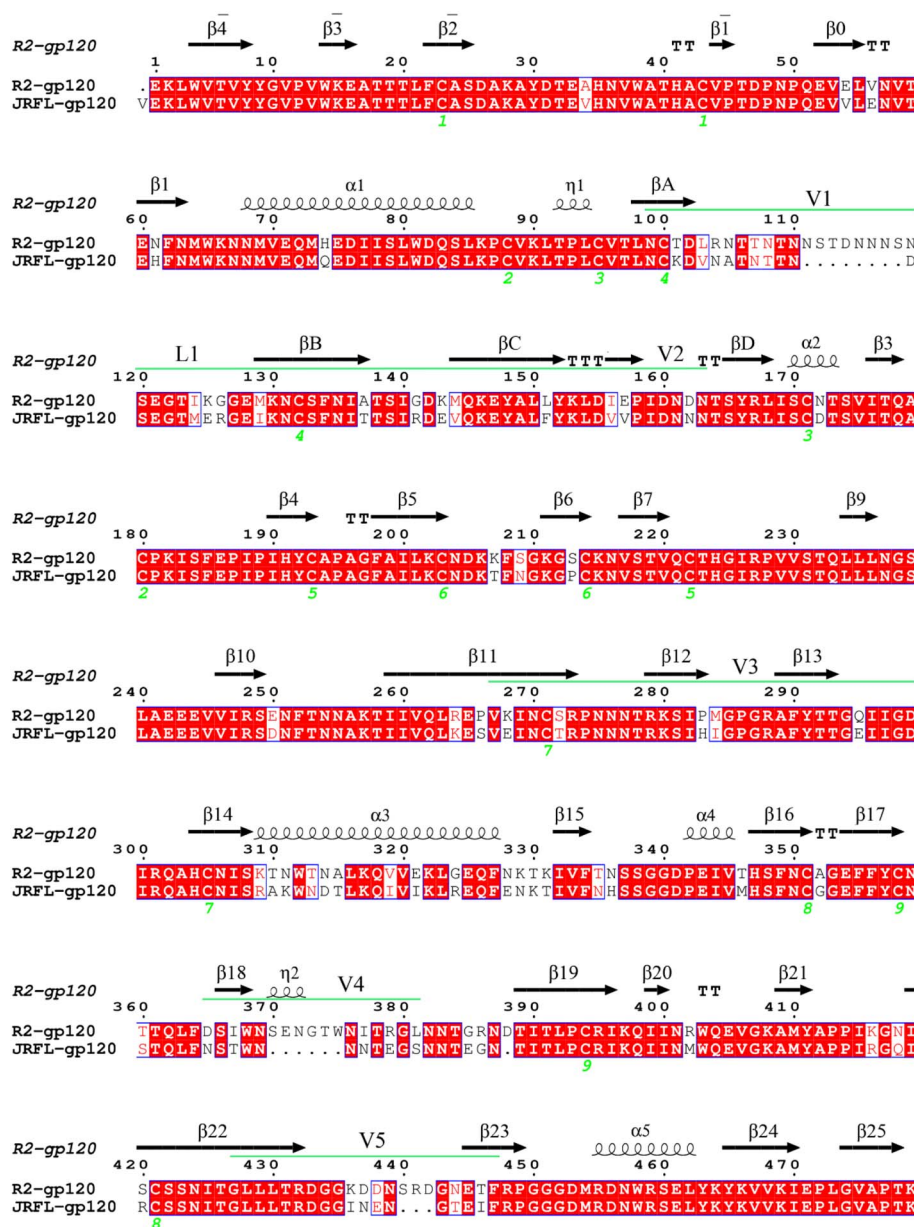 β4̄ β3̄ β2̄ β1̄ β0
R2-gp120 TT TT
1 10 20 30 40 50
R2-gp120 .EKLWVTVYYGVPVWKEATTTLFCASDAKAYDTEAHNVWATHACVPTDPNPQEVELVNVT
JRFL-gp120 VEKLWVTVYYGVPVWKEATTTLFCASDAKAYDTEVHNVWATHACVPTDPNPQEVVLENVT
1 1
β1 α1 η1 βA V1
R2-gp120
60 70 80 90 100 110
R2-gp120 ENFNMWKNNMVEQMHEDIISLWDQSLKPCVKLTPLCVTLNCTDLRNTTNTNNSTDNNNSN
JRFL-gp120 EHFNMWKNNMVEQMQEDIISLWDQSLKPCVKLTPLCVTLNCKDVNATNTTN........D
2 3 4
L1 βB βC V2 βD α2 β3
R2-gp120 TTT TT
120 130 140 150 160 170
R2-gp120 SEGTIKGGEMKNCSFNIATSIGDKMQKEYALLYKLDIEPIDNDNTSYRLISCNTSVITQA
JRFL-gp120 SEGTMERGEIKNCSFNITTSIRDEVQKEYALFYKLDVVPIDNNNTSYRLISCDTSVITQA
4 3
β4 β5 β6 β7 β9
R2-gp120 TT
180 190 200 210 220 230
R2-gp120 CPKISFEPIPIHYCAPAGFAILKCNDKKFSGKGSCKNVSTVQCTHGIRPVVSTQLLLNGS
JRFL-gp120 CPKISFEPIPIHYCAPAGFAILKCNDKTFNGKGPCKNVSTVQCTHGIRPVVSTQLLLNGS
2 5 6 6 5
β10 β11 β12 V3 β13
R2-gp120
240 250 260 270 280 290
R2-gp120 LAEEEVVIRSENFTNNAKTIIVQLREPVKINCSRPNNNTRKSIPMGPGRAFYTTGQIIGD
JRFL-gp120 LAEEEVVIRSDNFTNNAKTIIVQLKESVEINCTRPNNNTRKSIHIGPGRAFYTTGEIIGD
7
β14 α3 β15 α4 β16 β17
R2-gp120 TT
300 310 320 330 340 350
R2-gp120 IRQAHCNISKTNWTNALKQVVEKLGEQFNKTKIVFTNSSGGDPEIVTHSFNCAGEFFYCN
JRFL-gp120 IRQAHCNISRAKWNDTLKQIVIKLREQFENKTIVFNHSSGGDPEIVMHSFNCGGEFFYCN
7 8 9
β18 η2 V4 β19 β20 β21
R2-gp120 TT
360 370 380 390 400 410
R2-gp120 TTQLFDSIWNSENGTWNITRGLNNTGRNDTITLPCRIKQIINRWQEVGKAMYAPPIKGNI
JRFL-gp120 STQLFNSTWN......NNTEGSNNTEGN.TITLPCRIKQIINMWQEVGKAMYAPPIRGQI
9
β22 V5 β23 α5 β24 β25
R2-gp120
420 430 440 450 460 470
R2-gp120 SCSSNITGLLLTRDGGKDDNSRDGNETFRPGGGDMRDNWRSELYKYKVVKIEPLGVAPTK
JRFL-gp120 RCSSNITGLLLTRDGGINEN...GTEIFRPGGGDMRDNWRSELYKYKVVKIEPLGVAPTK
8